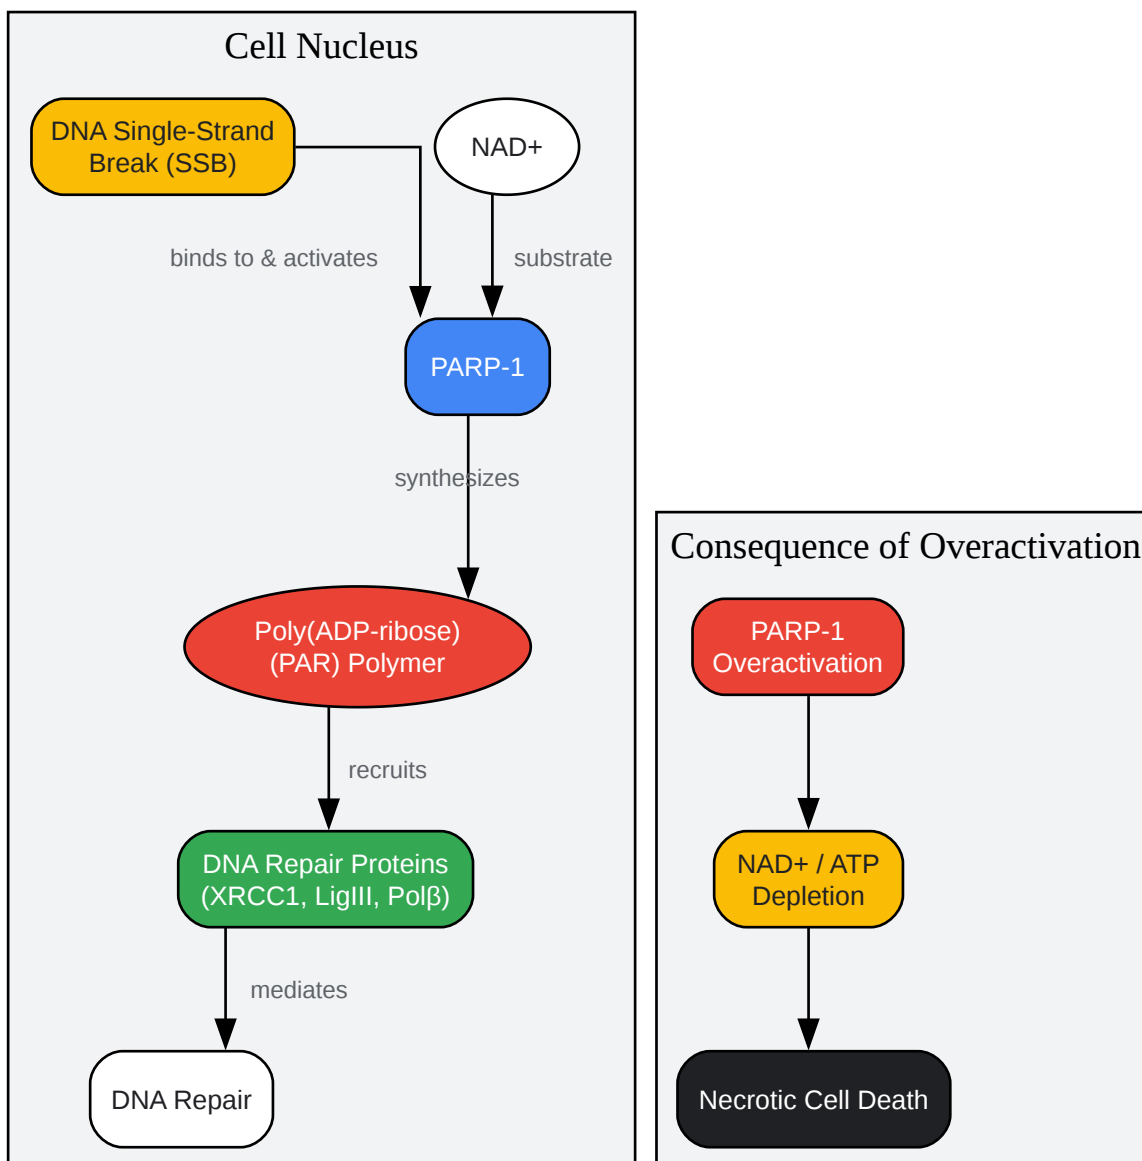 Cell Nucleus
DNA Single-Strand
Break (SSB)
NAD+
binds to & activates
substrate
PARP-1
synthesizes
Poly(ADP-ribose)
(PAR) Polymer
recruits
DNA Repair Proteins
(XRCC1, LigIII, Polβ)
mediates
DNA Repair
Consequence of Overactivation
PARP-1
Overactivation
NAD+ / ATP
Depletion
Necrotic Cell Death